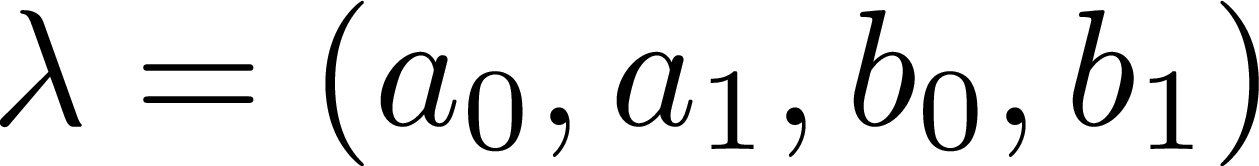 λ = (a₀, a₁, b₀, b₁)